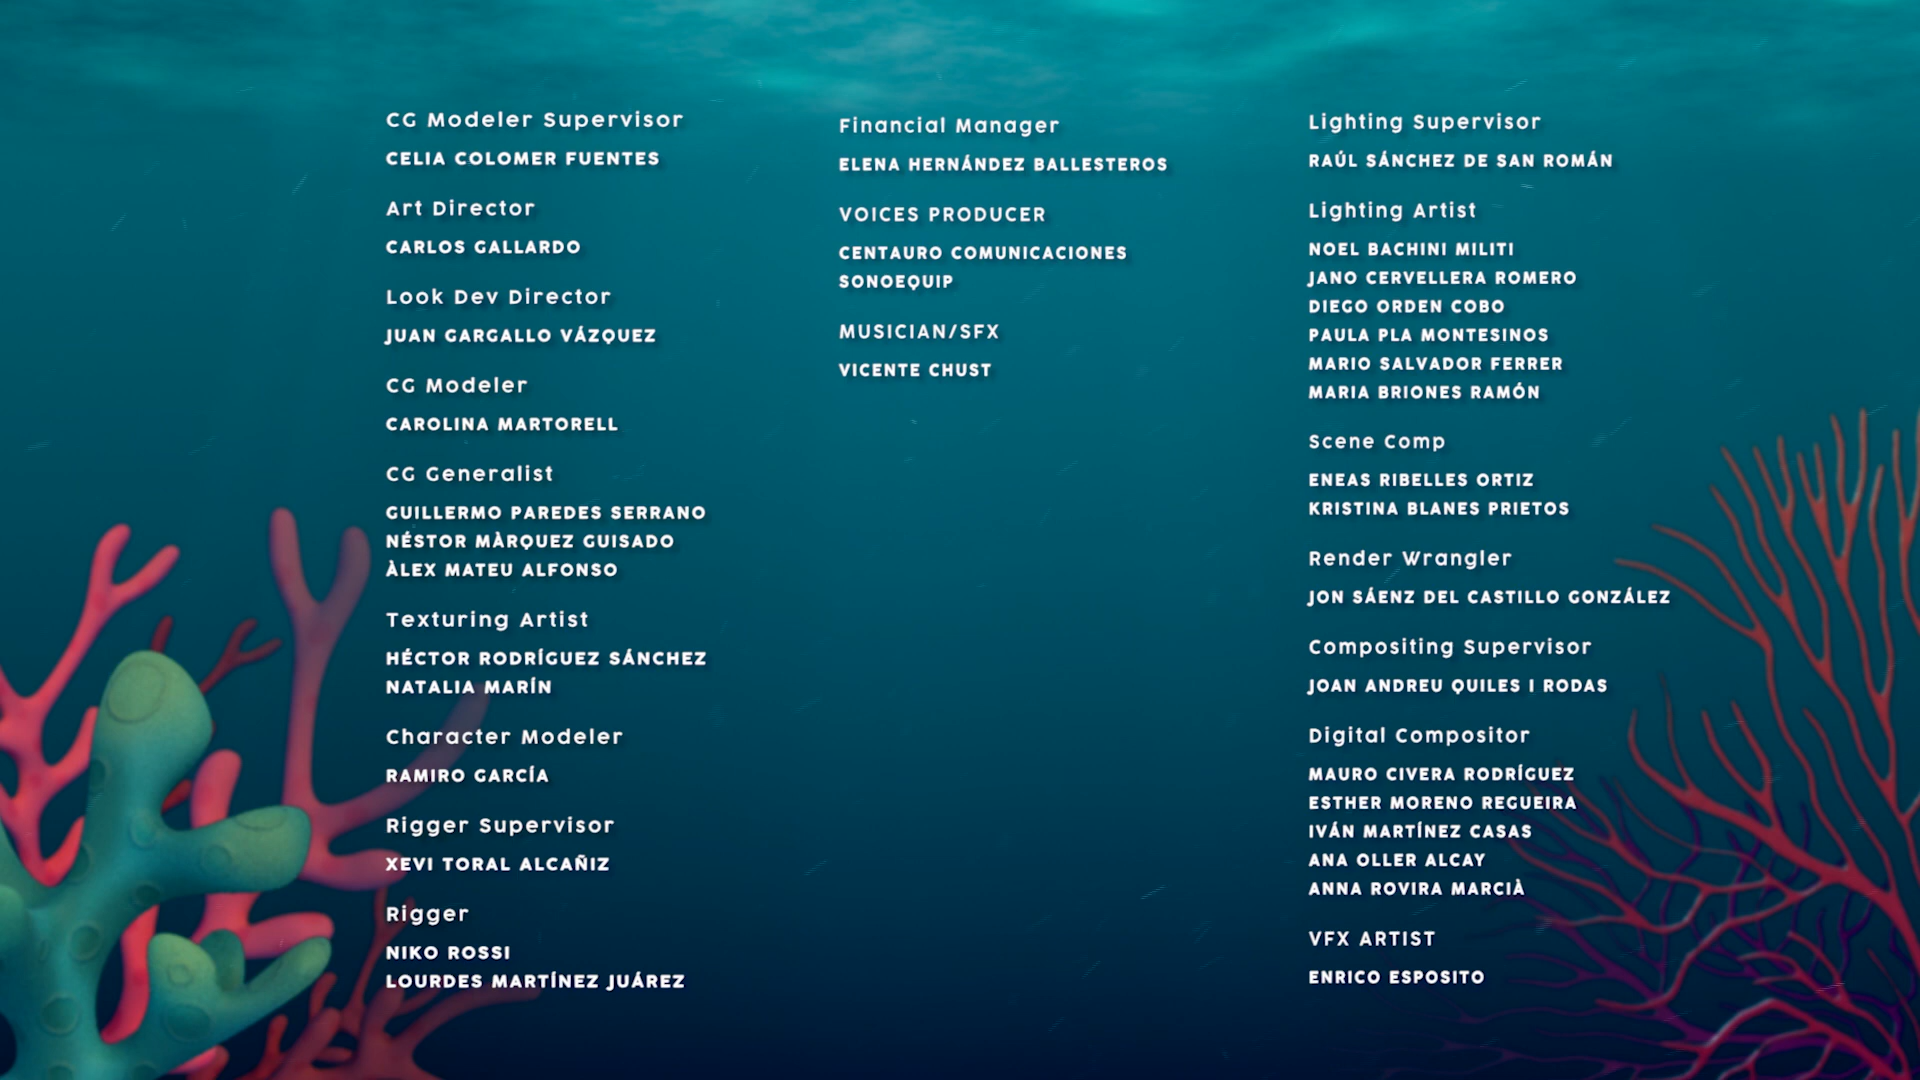 CG Modeler Supervisor
CELIA COLOMER FUENTES
Art Director
CARLOS GALLARDO
Look Dev Director
JUAN GARGALLO VÁZQUEZ
CG Modeler
CAROLINA MARTORELL
CG Generalist
GUILLERMO PAREDES SERRANO
NÉSTOR MÀRQUEZ GUISADO
ÀLEX MATEU ALFONSO
Texturing Artist
HÉCTOR RODRÍGUEZ SÁNCHEZ
NATALIA MARÍN
Character Modeler
RAMIRO GARCÍA
Rigger Supervisor
XEVI TORAL ALCAÑIZ
Rigger
NIKO ROSSI
LOURDES MARTÍNEZ JUÁREZ
Financial Manager
ELENA HERNÁNDEZ BALLESTEROS
VOICES PRODUCER
CENTAURO COMUNICACIONES
SONOEQUIP
MUSICIAN/SFX
VICENTE CHUST
Lighting Supervisor
RAÚL SÁNCHEZ DE SAN ROMÁN
Lighting Artist
NOEL BACHINI MILITI
JANO CERVELLERA ROMERO
DIEGO ORDEN COBO
PAULA PLA MONTESINOS
MARIO SALVADOR FERRER
MARIA BRIONES RAMÓN
Scene Comp
ENEAS RIBELLES ORTIZ
KRISTINA BLANES PRIETOS
Render Wrangler
JON SÁENZ DEL CASTILLO GONZÁLEZ
Compositing Supervisor
JOAN ANDREU QUILES I RODAS
Digital Compositor
MAURO CIVERA RODRÍGUEZ
ESTHER MORENO REGUEIRA
IVÁN MARTÍNEZ CASAS
ANA OLLER ALCAY
ANNA ROVIRA MARCIÀ
VFX ARTIST
ENRICO ESPOSITO